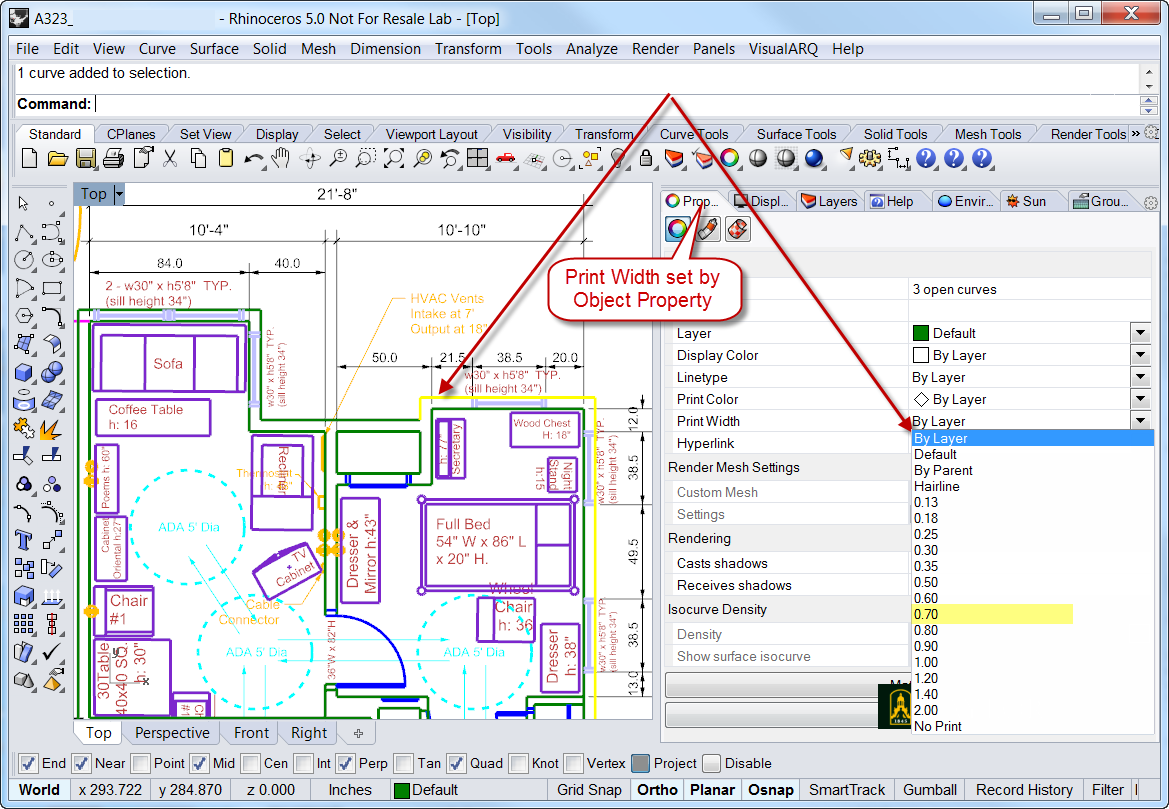 A323_ - Rhinoceros 5.0 Not For Resale Lab - [Top]
File Edit View Curve Surface Solid Mesh Dimension Transform Tools Analyze Render Panels VisualARQ Help
1 curve added to selection.
Command:
Standard CPlanes Set View Display Select Viewport Layout Visibility Transform Curve Tools Surface Tools Solid Tools Mesh Tools Render Tools »
Top
21'-8"
10'-4" 10'-10"
84.0 40.0
2 - w30" x h5'8" TYP.
(sill height 34")
HVAC Vents
Intake at 7'
Output at 18"
w30" x h5'8" TYP.
(sill height 34")
50.0 21.5 38.5 20.0
w30" x h5'8" TYP.
(sill height 34")
Sofa
Coffee Table
h: 16
Poems h: 60"
Recliner
Thermostat
h: 77"
Secretary
Wood Chest
H: 18"
Night
Stand
h:15
w30" x h5'8" TYP.
(sill height 34")
12.0
38.5
49.5
38.5
13.0
ADA 5' Dia
Cabinet
Oriental h:27"
Dresser &
Mirror h:43"
Full Bed
54" W x 86" L
x 20" H.
TV
Cabinet
Cable
Connector
Chair
#1
Wheel
Chair
h: 36
ADA 5' Dia
ADA 5' Dia
36"W x 82"H
Dresser
h: 38"
w30" x h5'8" TYP.
(sill height 34")
30Table
40x40 SQ.
h: 30"
Chair
#1
Prop... Displ... Layers Help Envir... Sun Grou...
Print Width set by
Object Property
3 open curves
Layer Default
Display Color By Layer
Linetype By Layer
Print Color By Layer
Print Width By Layer
Hyperlink
Render Mesh Settings
Custom Mesh
Settings
Rendering
Casts shadows
Receives shadows
Isocurve Density
Density
Show surface isocurve
By Layer
Default
By Parent
Hairline
0.13
0.18
0.25
0.30
0.35
0.50
0.60
0.70
0.80
0.90
1.00
1.20
1.40
2.00
No Print
1845
Top Perspective Front Right
End Near Point Mid Cen Int Perp Tan Quad Knot Vertex Project Disable
World x 293.722 y 284.870 z 0.000 Inches Default Grid Snap Ortho Planar Osnap SmartTrack Gumball Record History Filter